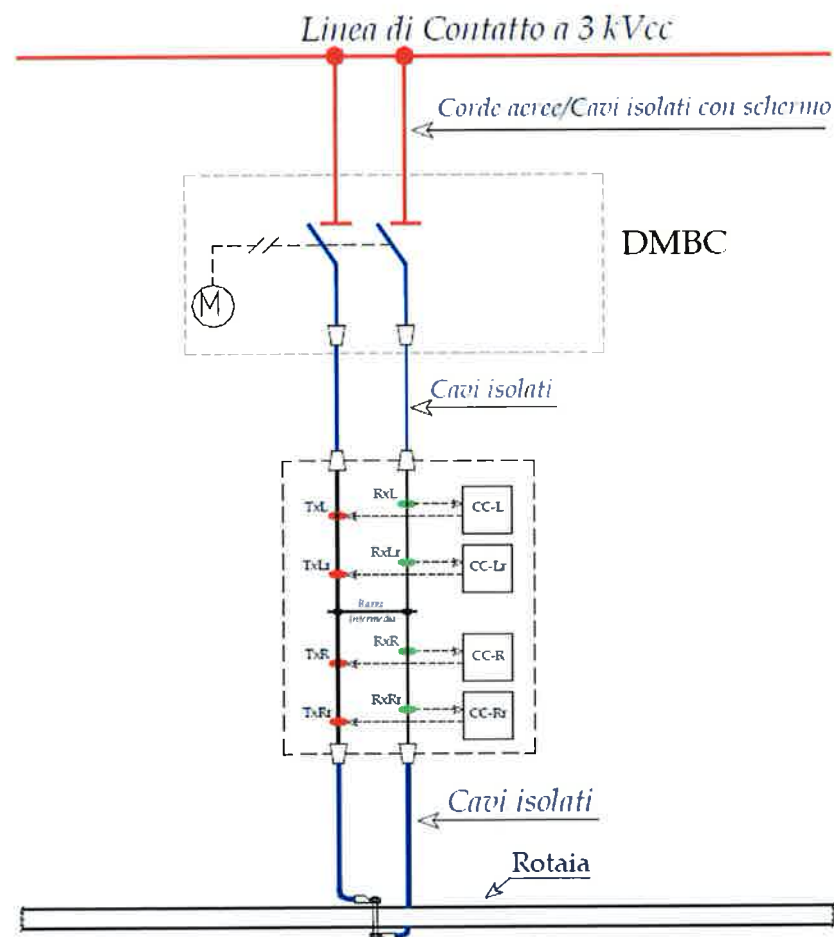 Linea di Contatto a 3 kVcc
Corde aeree/Cavi isolati con schermo
DMBC
M
Cavi isolati
TxL
RxL
CC-L
TxLr
RxLr
CC-Lr
Barra
Intermedia
TxR
RxR
CC-R
TxRr
RxRr
CC-Rr
Cavi isolati
Rotaia